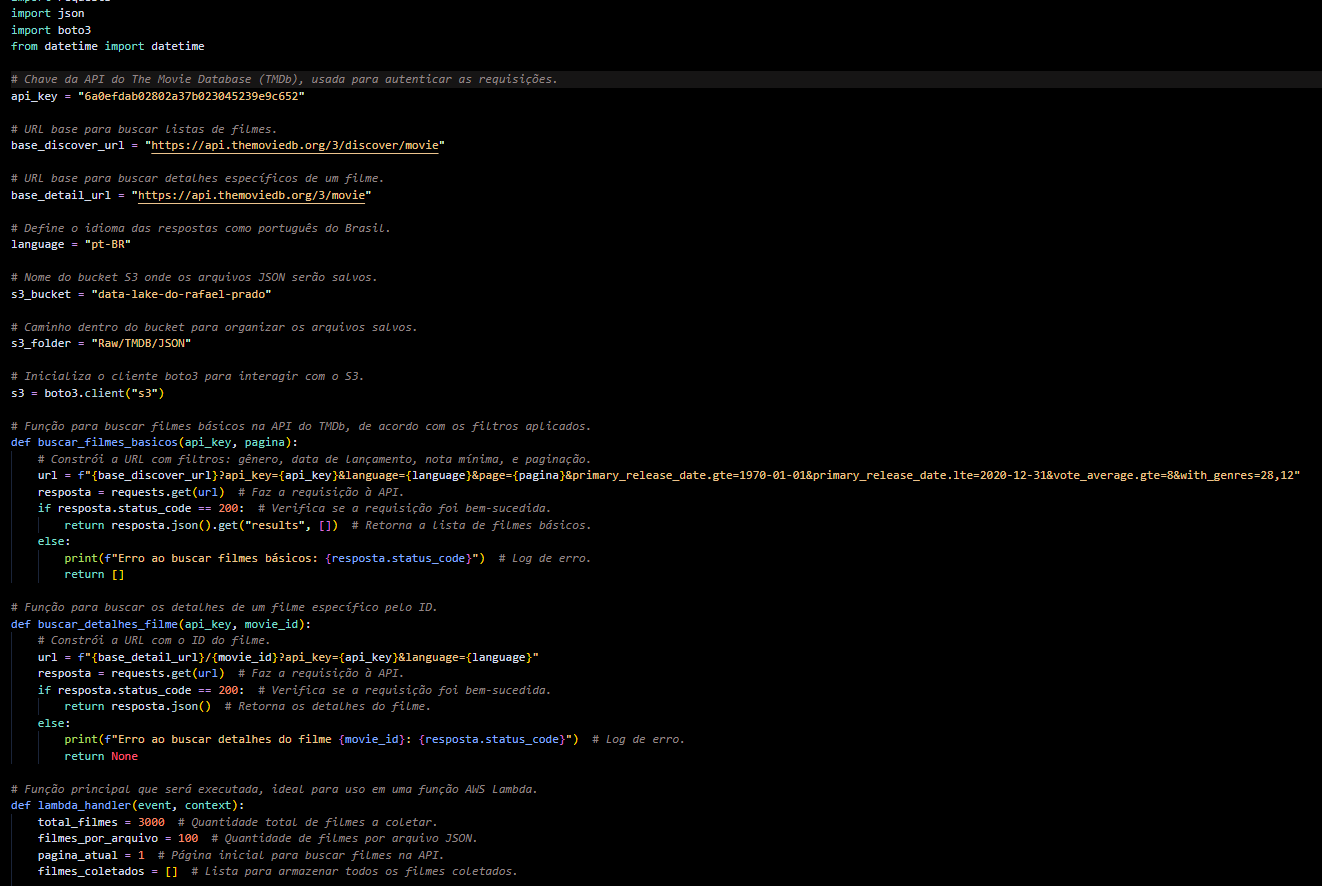 import requests
import json
import boto3
from datetime import datetime
# Chave da API do The Movie Database (TMDb), usada para autenticar as requisições.
api_key = "6a0efdab02802a37b023045239e9c652"
# URL base para buscar listas de filmes.
base_discover_url = "https://api.themoviedb.org/3/discover/movie"
# URL base para buscar detalhes específicos de um filme.
base_detail_url = "https://api.themoviedb.org/3/movie"
# Define o idioma das respostas como português do Brasil.
language = "pt-BR"
# Nome do bucket S3 onde os arquivos JSON serão salvos.
s3_bucket = "data-lake-do-rafael-prado"
# Caminho dentro do bucket para organizar os arquivos salvos.
s3_folder = "Raw/TMDB/JSON"
# Inicializa o cliente boto3 para interagir com o S3.
s3 = boto3.client("s3")
# Função para buscar filmes básicos na API do TMDb, de acordo com os filtros aplicados.
def buscar_filmes_basicos(api_key, pagina):
    # Constrói a URL com filtros: gênero, data de lançamento, nota mínima, e paginação.
    url = f"{base_discover_url}?api_key={api_key}&language={language}&page={pagina}&primary_release_date.gte=1970-01-01&primary_release_date.lte=2020-12-31&vote_average.gte=8&with_genres=28,12"
    resposta = requests.get(url)  # Faz a requisição à API.
    if resposta.status_code == 200:  # Verifica se a requisição foi bem-sucedida.
        return resposta.json().get("results", [])  # Retorna a lista de filmes básicos.
    else:
        print(f"Erro ao buscar filmes básicos: {resposta.status_code}")  # Log de erro.
        return []
# Função para buscar os detalhes de um filme específico pelo ID.
def buscar_detalhes_filme(api_key, movie_id):
    # Constrói a URL com o ID do filme.
    url = f"{base_detail_url}/{movie_id}?api_key={api_key}&language={language}"
    resposta = requests.get(url)  # Faz a requisição à API.
    if resposta.status_code == 200:  # Verifica se a requisição foi bem-sucedida.
        return resposta.json()  # Retorna os detalhes do filme.
    else:
        print(f"Erro ao buscar detalhes do filme {movie_id}: {resposta.status_code}")  # Log de erro.
        return None
# Função principal que será executada, ideal para uso em uma função AWS Lambda.
def lambda_handler(event, context):
    total_filmes = 3000  # Quantidade total de filmes a coletar.
    filmes_por_arquivo = 100  # Quantidade de filmes por arquivo JSON.
    pagina_atual = 1  # Página inicial para buscar filmes na API.
    filmes_coletados = []  # Lista para armazenar todos os filmes coletados.